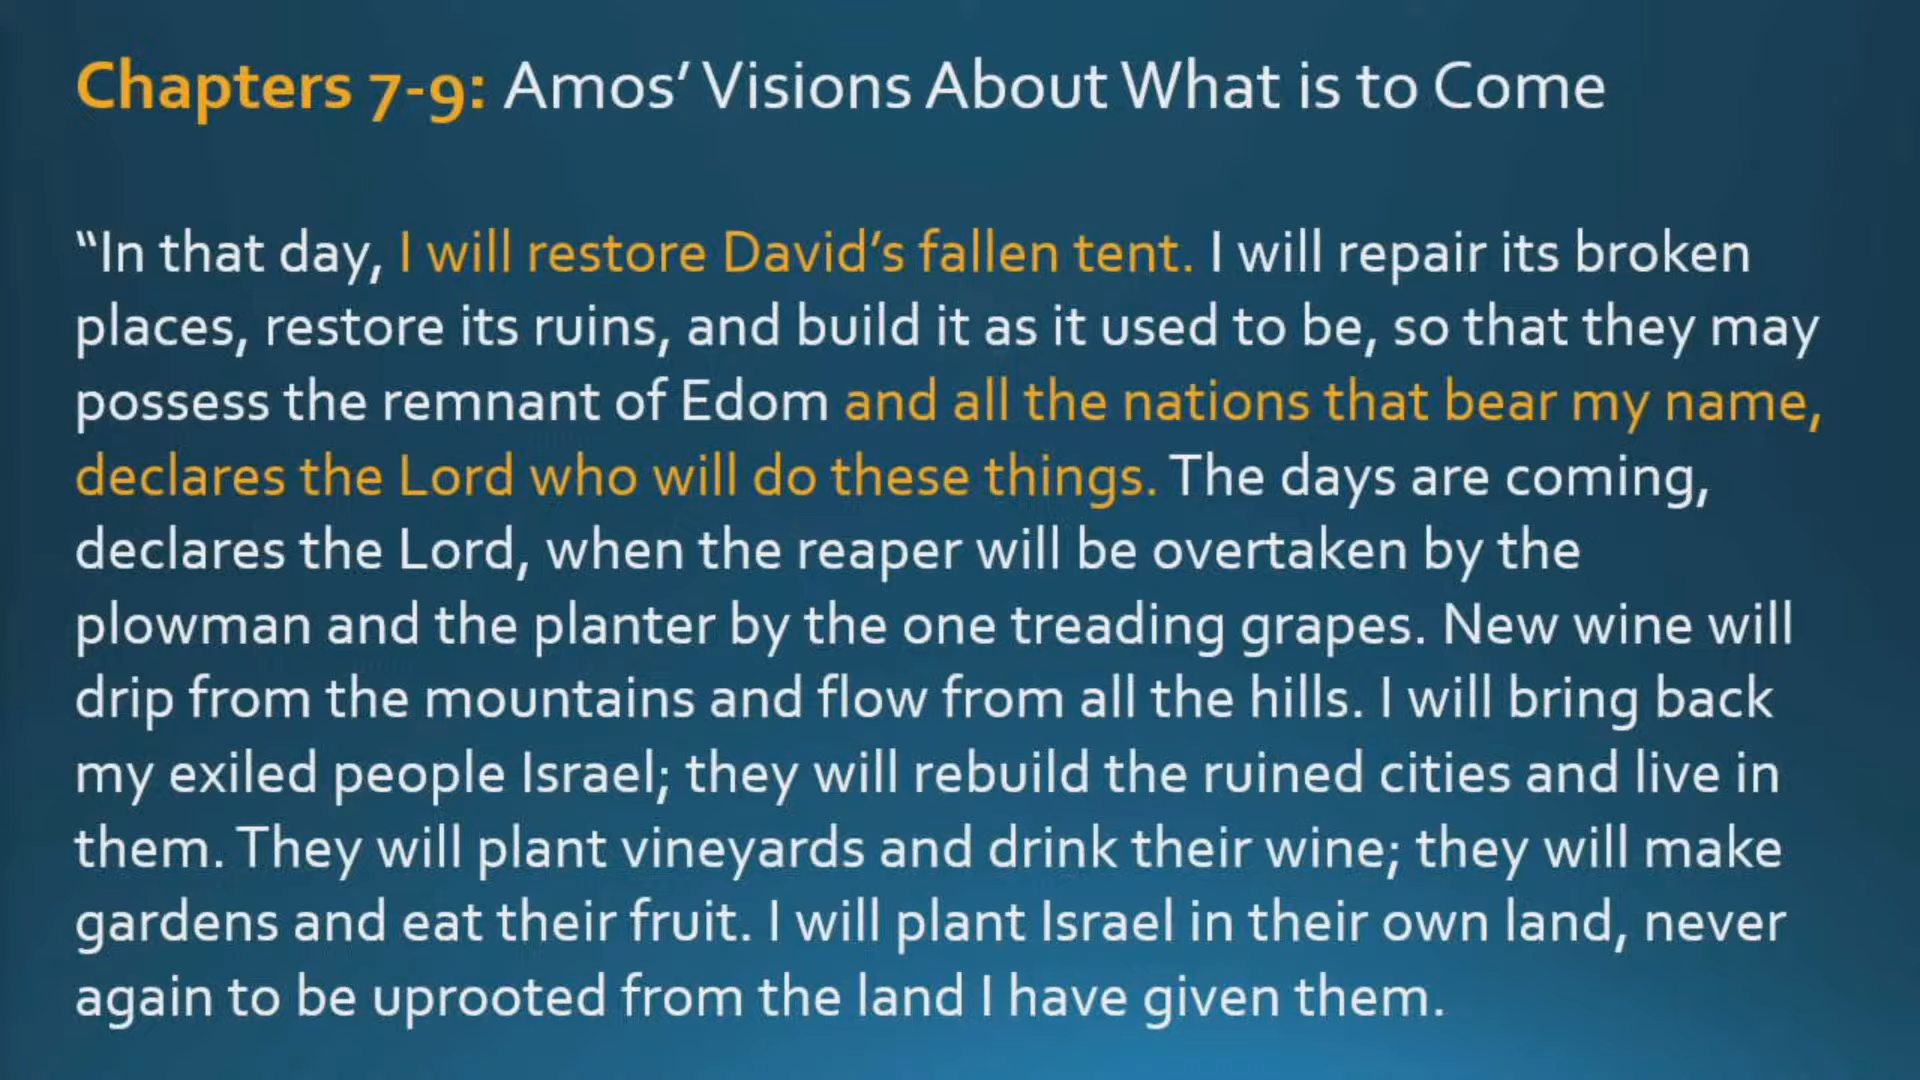 Chapters 7-9: Amos’ Visions About What is to Come
“In that day, I will restore David’s fallen tent. I will repair its broken
places, restore its ruins, and build it as it used to be, so that they may
possess the remnant of Edom and all the nations that bear my name,
declares the Lord who will do these things. The days are coming,
declares the Lord, when the reaper will be overtaken by the
plowman and the planter by the one treading grapes. New wine will
drip from the mountains and flow from all the hills. I will bring back
my exiled people Israel; they will rebuild the ruined cities and live in
them. They will plant vineyards and drink their wine; they will make
gardens and eat their fruit. I will plant Israel in their own land, never
again to be uprooted from the land I have given them.